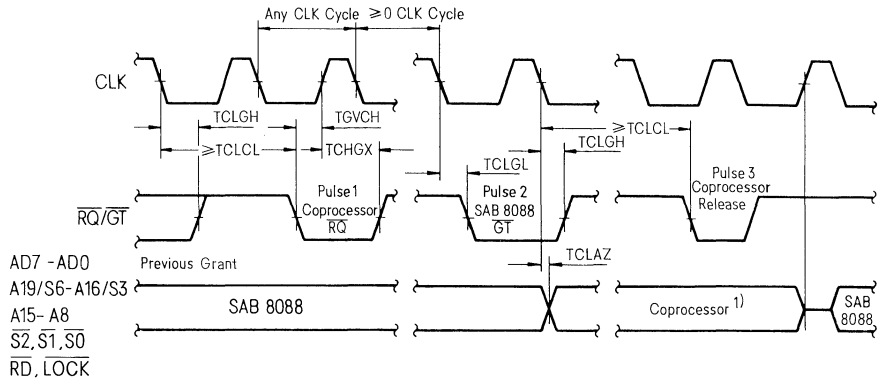 Any CLK Cycle ≥0 CLK Cycle
CLK
TCLGH
TGVCH
≥TCLCL
TCLGH
≥TCLCL
TCHGX
TCLGL
RQ/GT
Pulse 1
Coprocessor
RQ
Pulse 2
SAB 8088
GT
Pulse 3
Coprocessor
Release
TCLAZ
AD7 - AD0
Previous Grant
A19/S6-A16/S3
A15-A8
S2, S1, S0
RD, LOCK
SAB 8088
Coprocessor 1)
SAB
8088